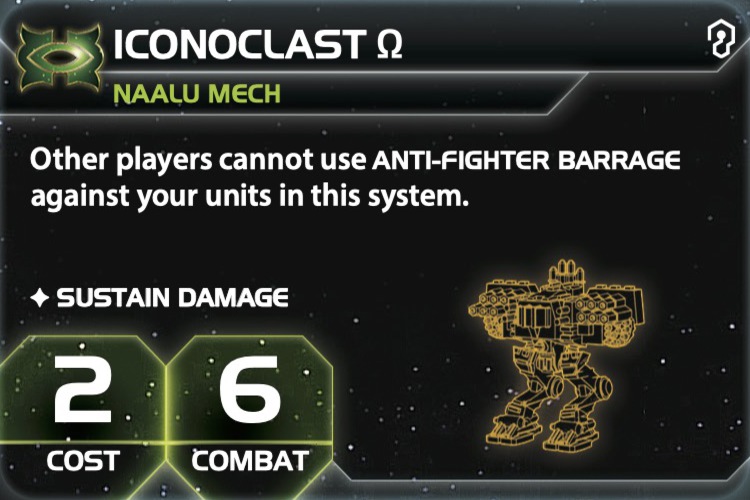 ICONOCLAST Ω
NAALU MECH
Other players cannot use ANTI-FIGHTER BARRAGE
against your units in this system.
✦ SUSTAIN DAMAGE
2 6
COST COMBAT